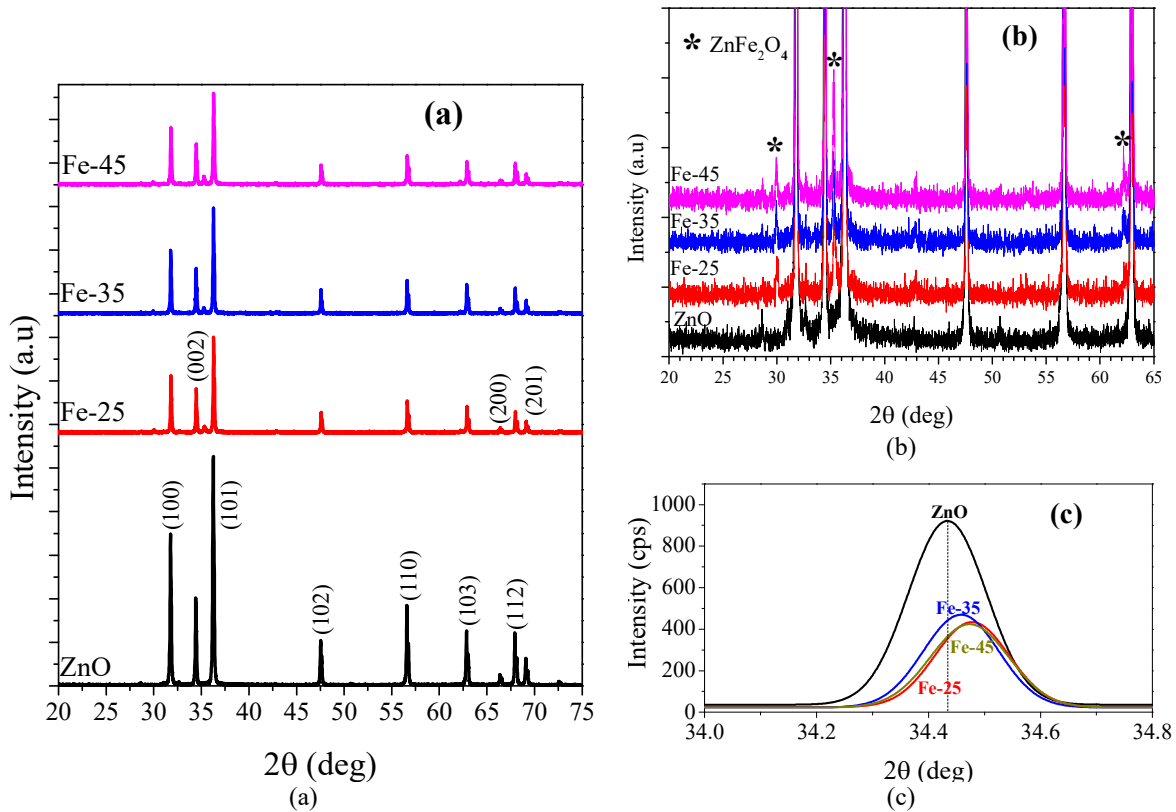 (a)
Fe-45
Fe-35
(002)
Fe-25
(200)
(201)
(100)
(101)
(102)
(110)
(103)
(112)
ZnO
Intensity (a.u)
20 25 30 35 40 45 50 55 60 65 70 75
2θ (deg)
(a)
(b)
* ZnFe₂O₄
*
*
*
Fe-45
Fe-35
Fe-25
ZnO
Intensity (a.u)
20 25 30 35 40 45 50 55 60 65
2θ (deg)
(b)
(c)
ZnO
Fe-35
Fe-45
Fe-25
Intensity (cps)
1000
800
600
400
200
0
34.0 34.2 34.4 34.6 34.8
2θ (deg)
(c)